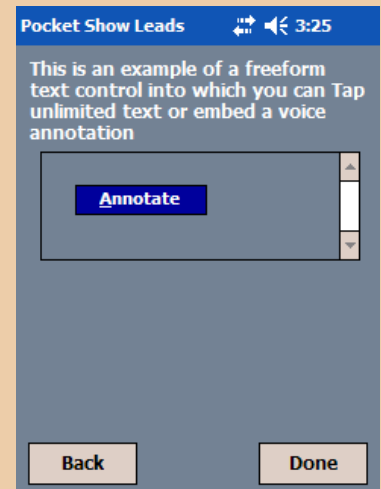 Pocket Show Leads 3:25
This is an example of a freeform
text control into which you can Tap
unlimited text or embed a voice
annotation
Annotate
Back Done